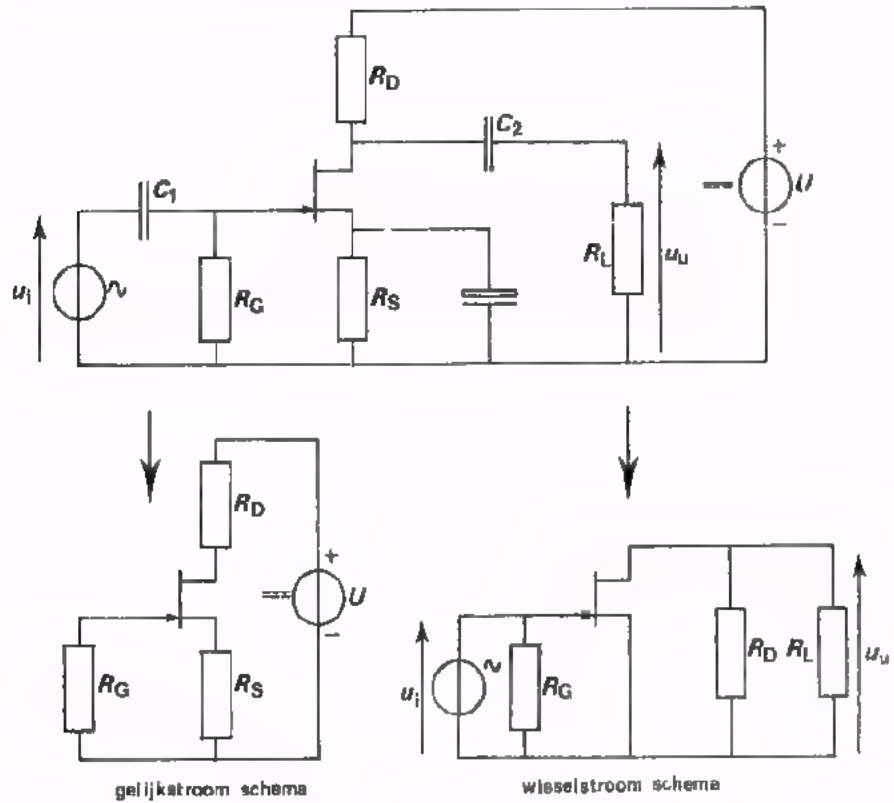 R_D
C_2
+
U
−
C_1
u_i
R_G
R_S
R_L
u_u
R_D
+
U
−
R_G
R_S
gelijkstroom schema
u_i
R_G
R_D
R_L
u_u
wisselstroom schema